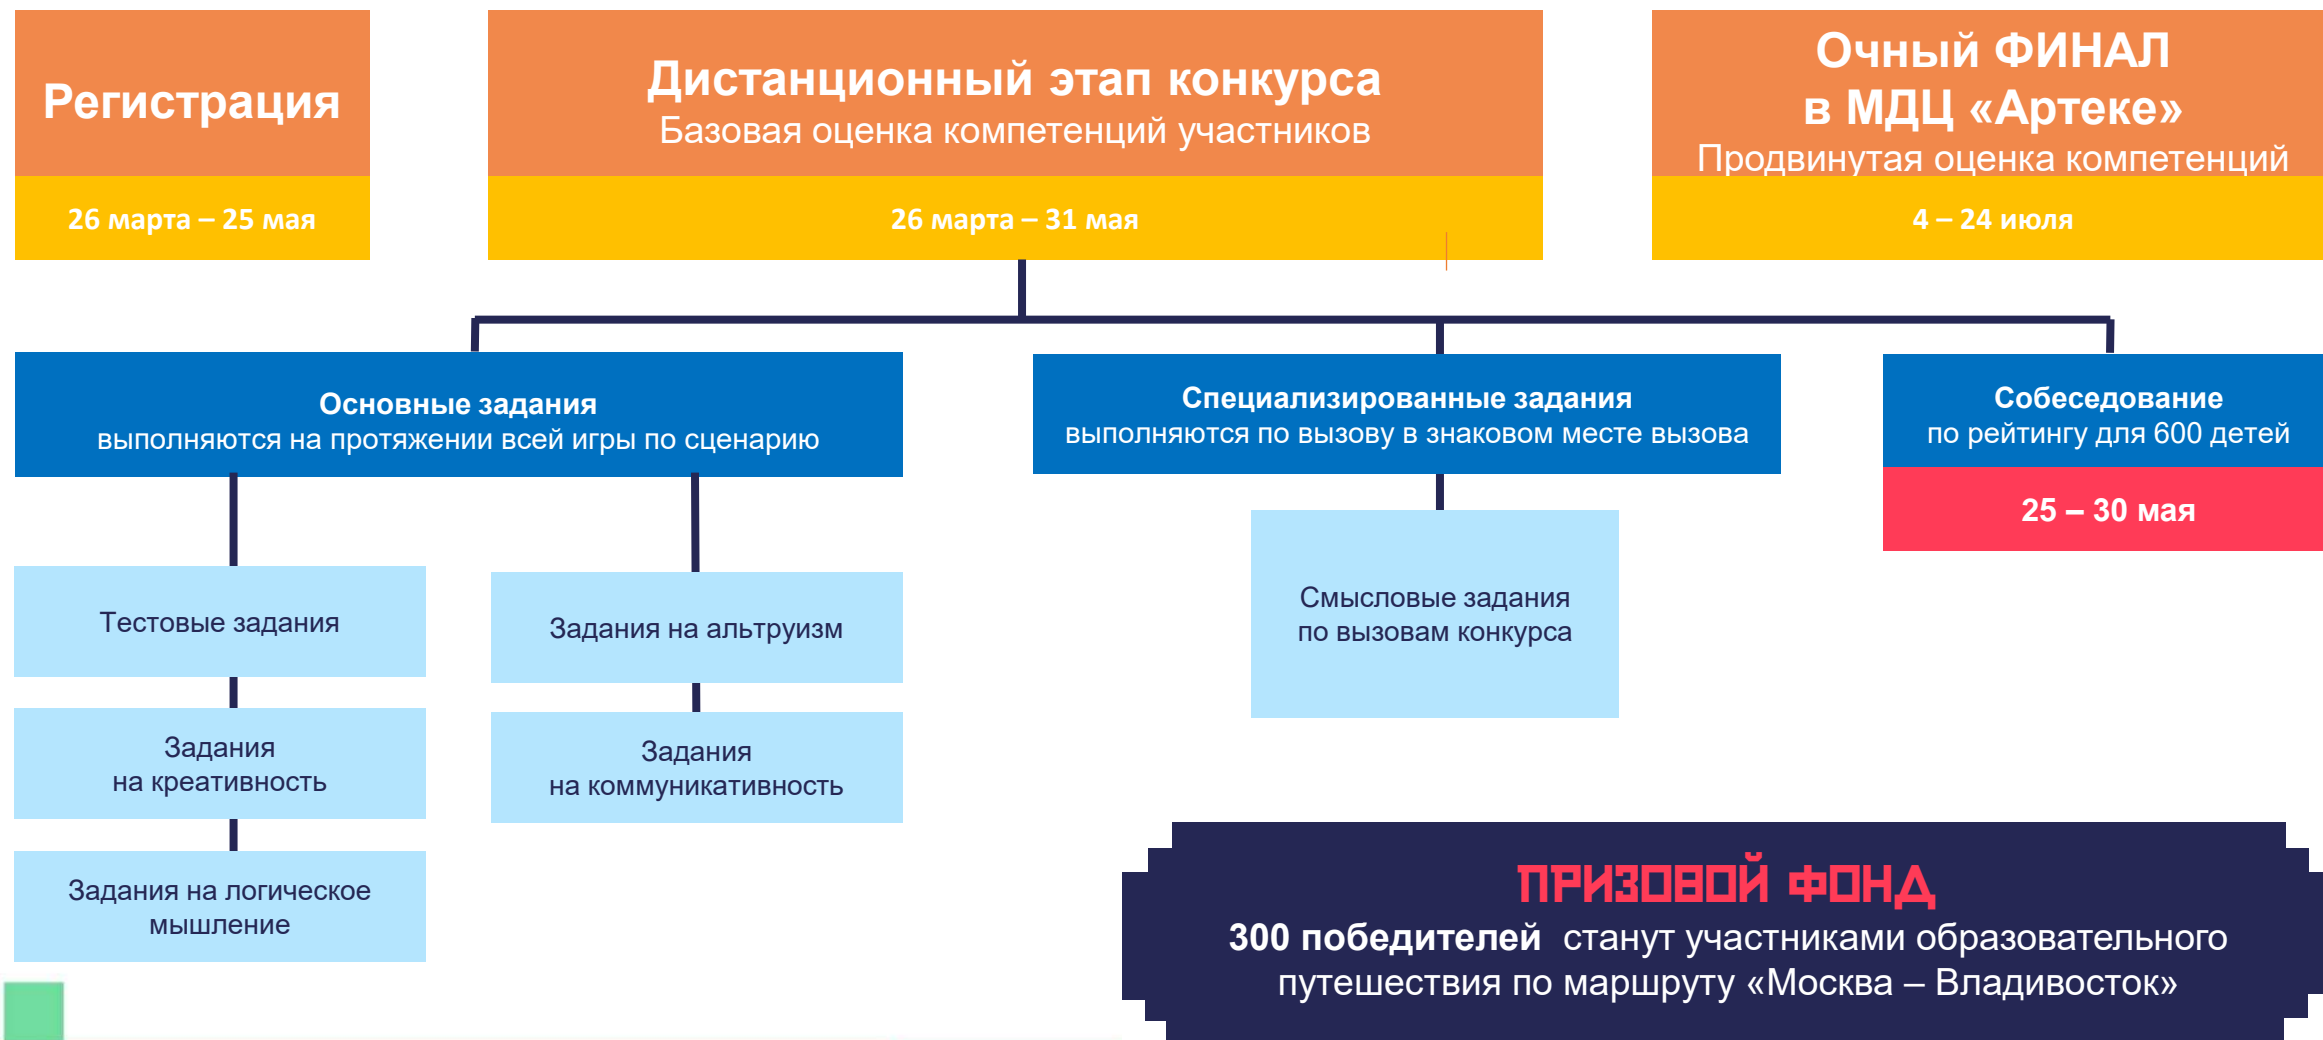 Регистрация
26 марта – 25 мая
Дистанционный этап конкурса
Базовая оценка компетенций участников
26 марта – 31 мая
Очный ФИНАЛ
в МДЦ «Артеке»
Продвинутая оценка компетенций
4 – 24 июля
Основные задания
выполняются на протяжении всей игры по сценарию
Специализированные задания
выполняются по вызову в знаковом месте вызова
Собеседование
по рейтингу для 600 детей
25 – 30 мая
Тестовые задания
Задания
на креативность
Задания на логическое
мышление
Задания на альтруизм
Задания
на коммуникативность
Смысловые задания
по вызовам конкурса
ПРИЗОВОЙ ФОНД
300 победителей станут участниками образовательного
путешествия по маршруту «Москва – Владивосток»